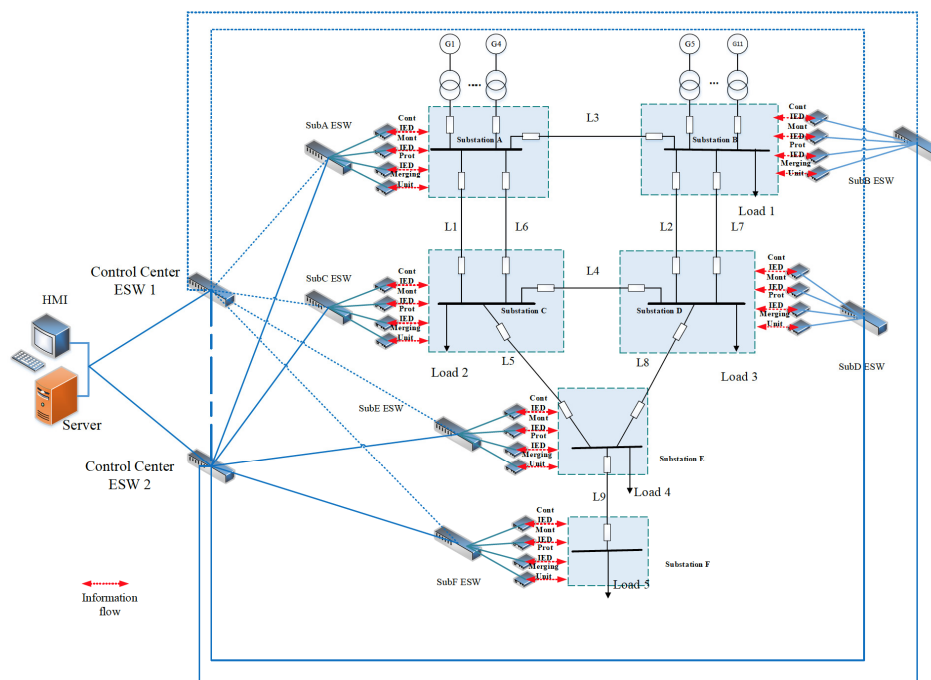 G1
G4
G5
G11
....
...
Cont
IED
Mont
IED
Prot
IED
Merging
Unit
SubA ESW
Substation A
L3
Substation B
Cont
IED
Mont
IED
Prot
IED
Merging
Unit
SubB ESW
Load 1
L1
L6
L2
L7
Control Center
ESW 1
SubC ESW
Cont
IED
Mont
IED
Prot
IED
Merging
Unit
Substation C
L4
Substation D
Cont
IED
Mont
IED
Prot
IED
Merging
Unit
SubD ESW
HMI
Server
Load 2
L5
L8
Load 3
SubE ESW
Cont
IED
Mont
IED
Prot
IED
Merging
Unit
Substation E
Load 4
Control Center
ESW 2
L9
SubF ESW
Cont
IED
Mont
IED
Prot
IED
Merging
Unit
Substation F
Load 5
Information
flow